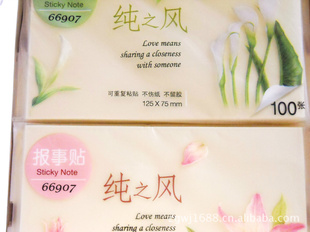 Sticky Note
66907
纯之风
Love means
sharing a closeness
with someone
可重复粘贴 不伤纸 不留胶
125 X 75 mm
100张
报事贴
Sticky Note
66907
纯之风
Love means
sharing a closeness